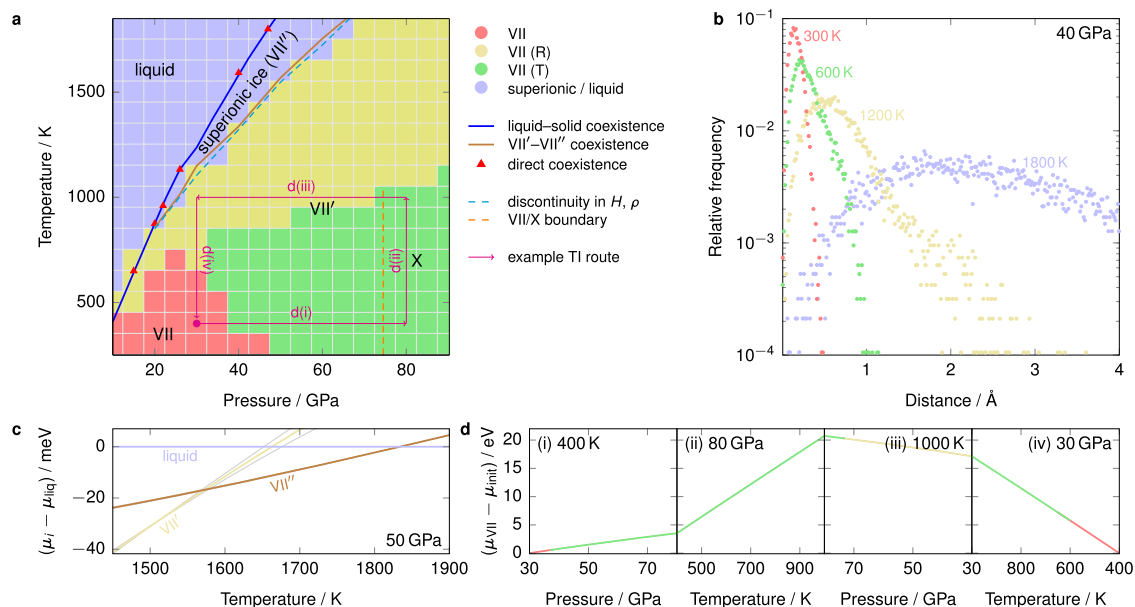 a
Temperature / K
1500
1000
500
20
40
60
80
Pressure / GPa
liquid
superionic ice (VII″)
VII′
VII
X
d(i)
d(ii)
d(iii)
d(iv)
VII
VII (R)
VII (T)
superionic / liquid
liquid–solid coexistence
VII′–VII″ coexistence
direct coexistence
discontinuity in H, ρ
VII/X boundary
example TI route
b
40 GPa
Relative frequency
10⁻¹
10⁻²
10⁻³
10⁻⁴
300 K
600 K
1200 K
1800 K
0
1
2
3
4
Distance / Å
c
(μᵢ − μ_liq) / meV
0
−20
−40
liquid
VII″
VII′
50 GPa
1500
1600
1700
1800
1900
Temperature / K
d
(μ_VII − μ_init) / eV
20
15
10
5
0
(i) 400 K
(ii) 80 GPa
(iii) 1000 K
(iv) 30 GPa
30 50 70
500 700 900
70 50 30
800 600 400
Pressure / GPa
Temperature / K
Pressure / GPa
Temperature / K